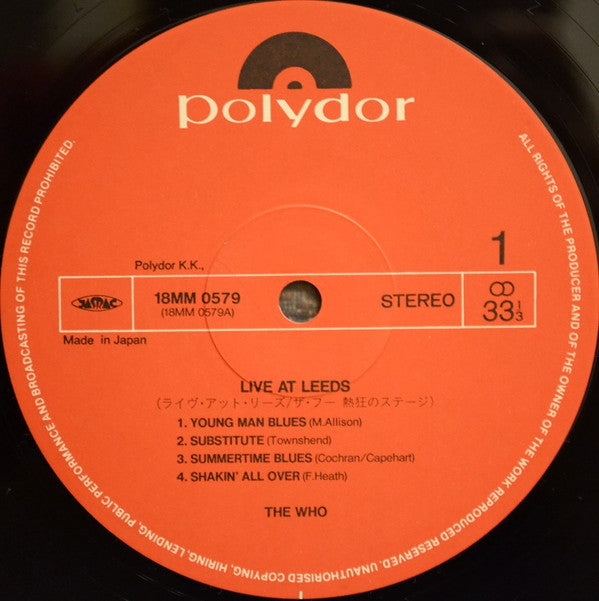 polydor
1
Polydor K.K.,
JASRAC
18MM 0579
(18MM 0579A)
STEREO
33 1/3
Made in Japan
LIVE AT LEEDS
(ライヴ・アット・リーズ/ザ・フー 熱狂のステージ)
1. YOUNG MAN BLUES (M.Allison)
2. SUBSTITUTE (Townshend)
3. SUMMERTIME BLUES (Cochran/Capehart)
4. SHAKIN' ALL OVER (F.Heath)
THE WHO
ALL RIGHTS OF THE PRODUCER AND OF THE OWNER OF THE WORK REPRODUCED RESERVED. UNAUTHORISED COPYING, HIRING, LENDING, PUBLIC PERFORMANCE AND BROADCASTING OF THIS RECORD PROHIBITED.